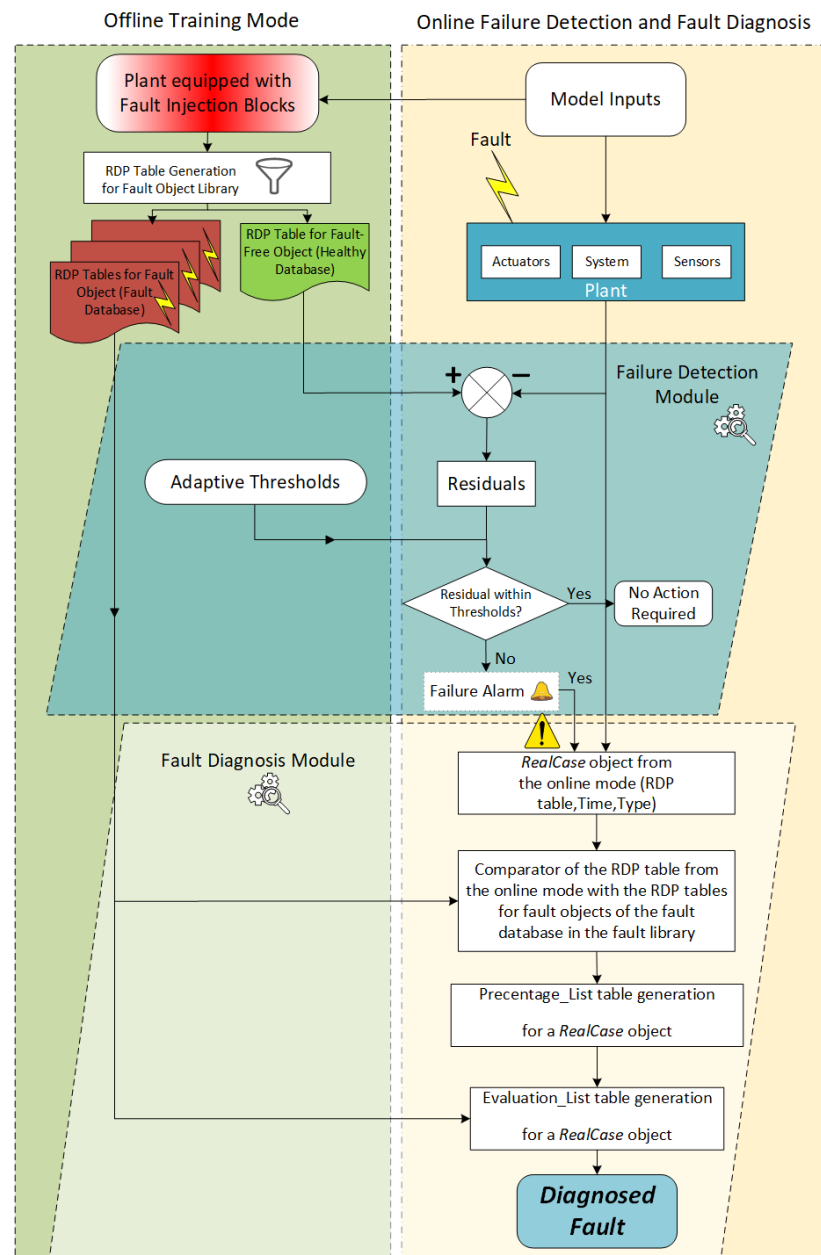 Offline Training Mode
Online Failure Detection and Fault Diagnosis
Plant equipped with
Fault Injection Blocks
Model Inputs
RDP Table Generation
for Fault Object Library
Fault
RDP Tables for Fault
Object (Fault
Database)
RDP Table for Fault-
Free Object (Healthy
Database)
Actuators
System
Sensors
Plant
+
−
Failure Detection
Module
Adaptive Thresholds
Residuals
Residual within
Thresholds?
Yes
No Action
Required
No
Failure Alarm
Yes
Fault Diagnosis Module
RealCase object from
the online mode (RDP
table,Time,Type)
Comparator of the RDP table from
the online mode with the RDP tables
for fault objects of the fault
database in the fault library
Precentage_List table generation
for a RealCase object
Evaluation_List table generation
for a RealCase object
Diagnosed
Fault